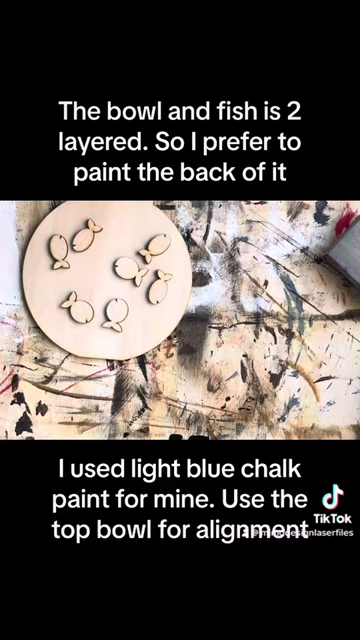 The bowl and fish is 2
layered. So I prefer to
paint the back of it
I used light blue chalk
paint for mine. Use the
top bowl for alignment
TikTok